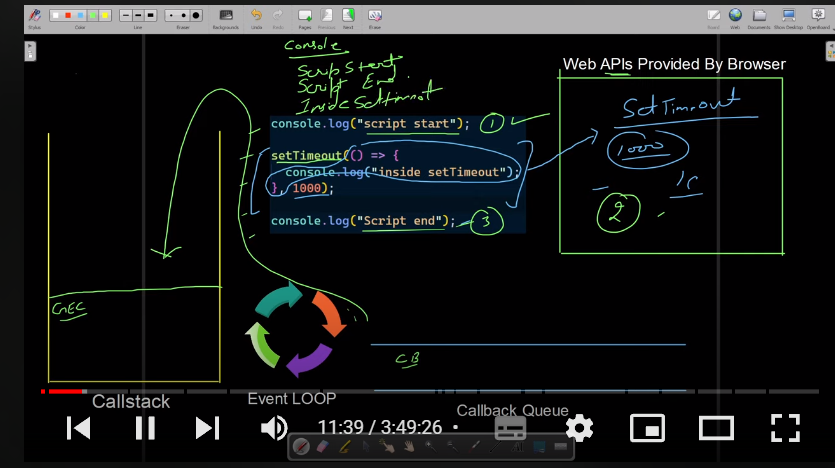 Stylus
Color
Line
Eraser
Backgrounds
Undo
Redo
Pages
Previous
Next
Board
Web
Documents
Show Desktop
OpenBoard
Console
Scrip Start
Script End
Inside Settimeout
Web APIs Provided By Browser
SetTimeout
1000
2
console.log("script start");
1
setTimeout(() => {
console.log("inside setTimeout");
}, 1000);
console.log("Script end");
3
GEC
CB
Callstack
Event LOOP
Callback Queue
11:39 / 3:49:26